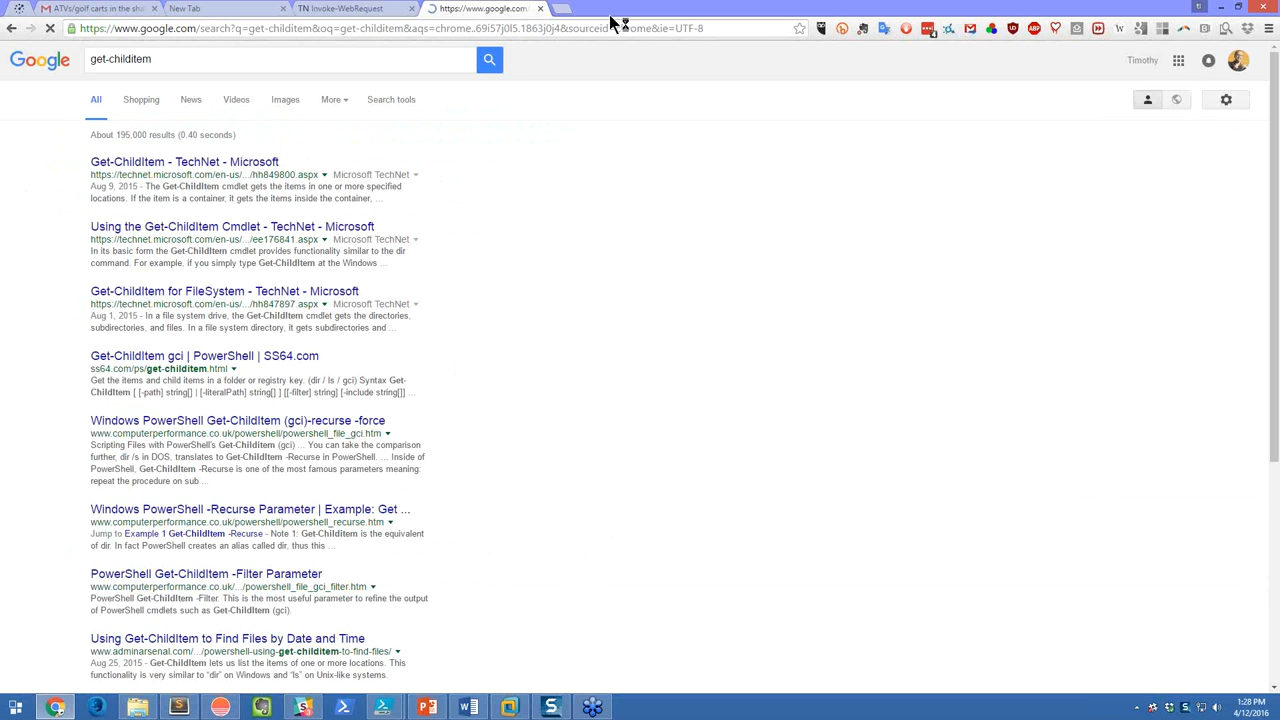 ATVs/golf carts in the shi
New Tab
TN Invoke-WebRequest
https://www.google.com/
https://www.google.com/search?q=get-childitem&oq=get-childitem&aqs=chrome..69i57j0l5.1863j0j4&sourceid=chrome&ie=UTF-8
Google
get-childitem
Timothy
All Shopping News Videos Images More Search tools
About 195,000 results (0.40 seconds)
Get-ChildItem - TechNet - Microsoft
https://technet.microsoft.com/en-us/.../hh849800.aspx Microsoft TechNet
Aug 9, 2015 - The Get-ChildItem cmdlet gets the items in one or more specified
locations. If the item is a container, it gets the items inside the container, ...
Using the Get-ChildItem Cmdlet - TechNet - Microsoft
https://technet.microsoft.com/en-us/.../ee176841.aspx Microsoft TechNet
In its basic form the Get-ChildItem cmdlet provides functionality similar to the dir
command. For example, if you simply type Get-ChildItem at the Windows ...
Get-ChildItem for FileSystem - TechNet - Microsoft
https://technet.microsoft.com/en-us/.../hh847897.aspx Microsoft TechNet
Aug 1, 2015 - In a file system drive, the Get-ChildItem cmdlet gets the directories,
subdirectories, and files. In a file system directory, it gets subdirectories and ...
Get-ChildItem gci | PowerShell | SS64.com
ss64.com/ps/get-childitem.html
Get the items and child items in a folder or registry key. (dir / ls / gci) Syntax Get-
ChildItem [ [-path] string[] | [-literalPath] string[] ] [[-filter] string] [-include string[]] ...
Windows PowerShell Get-ChildItem (gci)-recurse -force
www.computerperformance.co.uk/powershell/powershell_file_gci.htm
Scripting Files with PowerShell's Get-Childitem (gci) ... You can take the comparison
further, dir /s in DOS, translates to Get-ChildItem -Recurse in PowerShell. ... Inside of
PowerShell, Get-ChildItem -Recurse is one of the most famous parameters meaning:
repeat the procedure on sub ...
Windows PowerShell -Recurse Parameter | Example: Get ...
www.computerperformance.co.uk/powershell/powershell_recurse.htm
Jump to Example 1 Get-ChildItem -Recurse - Note 1: Get-ChildItem is the equivalent
of dir. In fact PowerShell creates an alias called dir, thus this ...
PowerShell Get-ChildItem -Filter Parameter
www.computerperformance.co.uk/.../powershell_file_gci_filter.htm
PowerShell Get-ChildItem -Filter. This is the most useful parameter to refine the output
of PowerShell cmdlets such as Get-ChildItem (gci).
Using Get-ChildItem to Find Files by Date and Time
www.adminarsenal.com/.../powershell-using-get-childitem-to-find-files/
Aug 25, 2015 - Get-ChildItem lets us list the items of one or more locations. This
functionality is very similar to "dir" on Windows and "ls" on Unix-like systems.
1:28 PM
4/12/2016